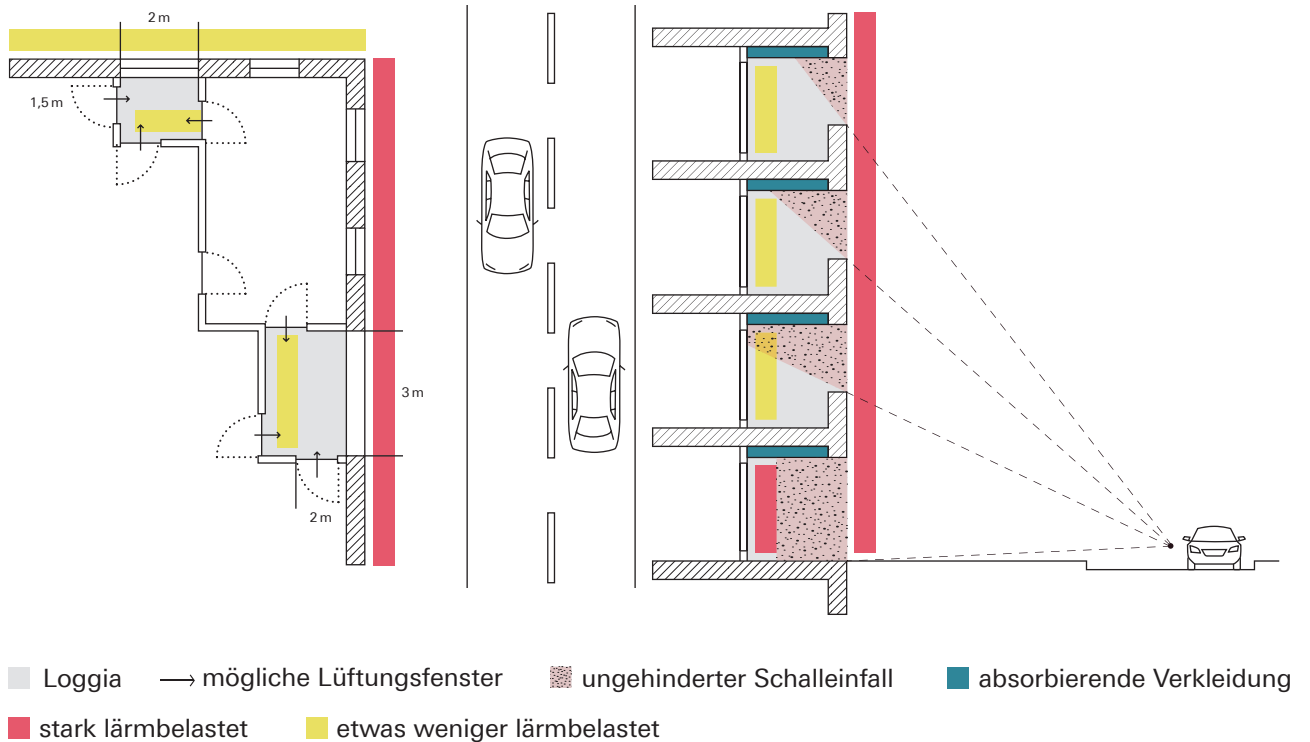 2 m
1,5 m
3 m
2 m
Loggia
mögliche Lüftungsfenster
ungehinderter Schalleinfall
absorbierende Verkleidung
stark lärmbelastet
etwas weniger lärmbelastet